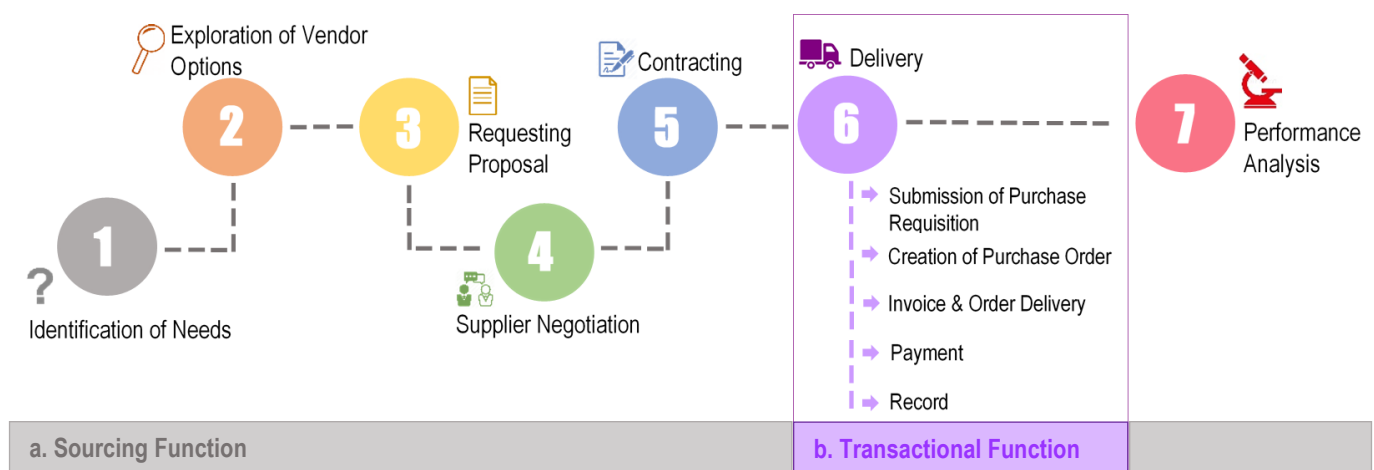 1
?
Identification of Needs
Exploration of Vendor
Options
2
3
Requesting
Proposal
4
Supplier Negotiation
Contracting
5
Delivery
6
Submission of Purchase
Requisition
Creation of Purchase Order
Invoice & Order Delivery
Payment
Record
7
Performance
Analysis
a. Sourcing Function
b. Transactional Function